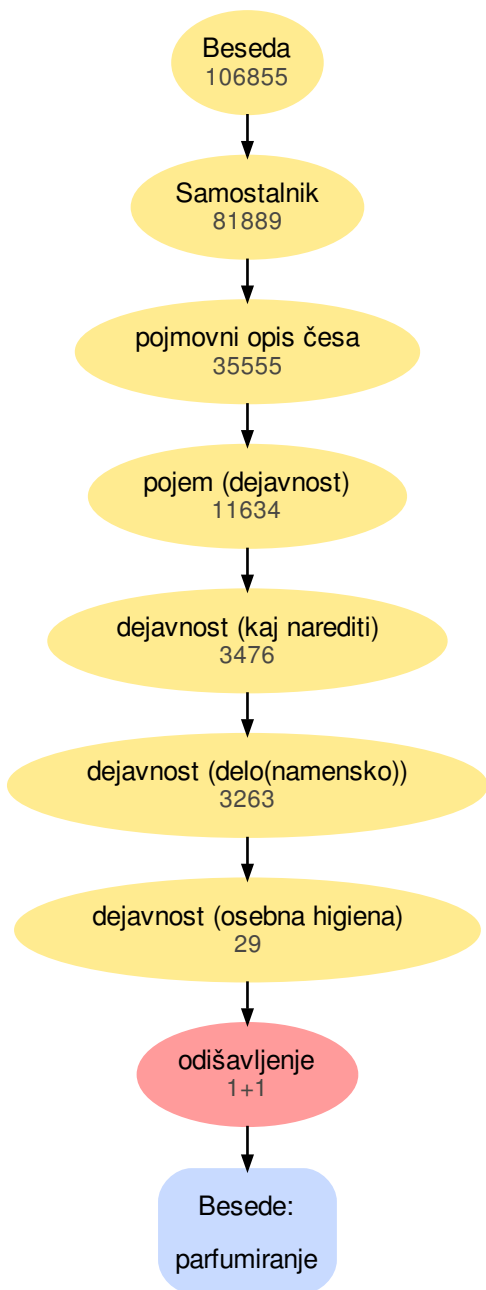 Beseda
106855
Samostalnik
81889
pojmovni opis česa
35555
pojem (dejavnost)
11634
dejavnost (kaj narediti)
3476
dejavnost (delo(namensko))
3263
dejavnost (osebna higiena)
29
odišavljenje
1+1
Besede:
parfumiranje